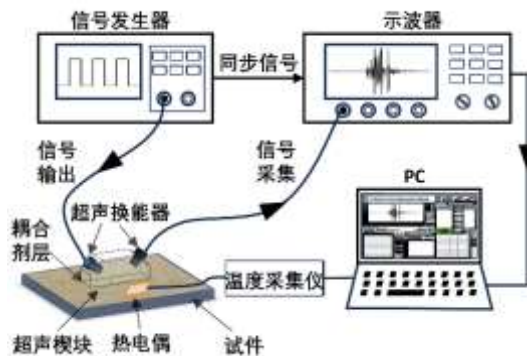 信号发生器
示波器
同步信号
信号
输出
信号
采集
PC
超声换能器
耦合
剂层
温度采集仪
超声楔块
热电偶
试件